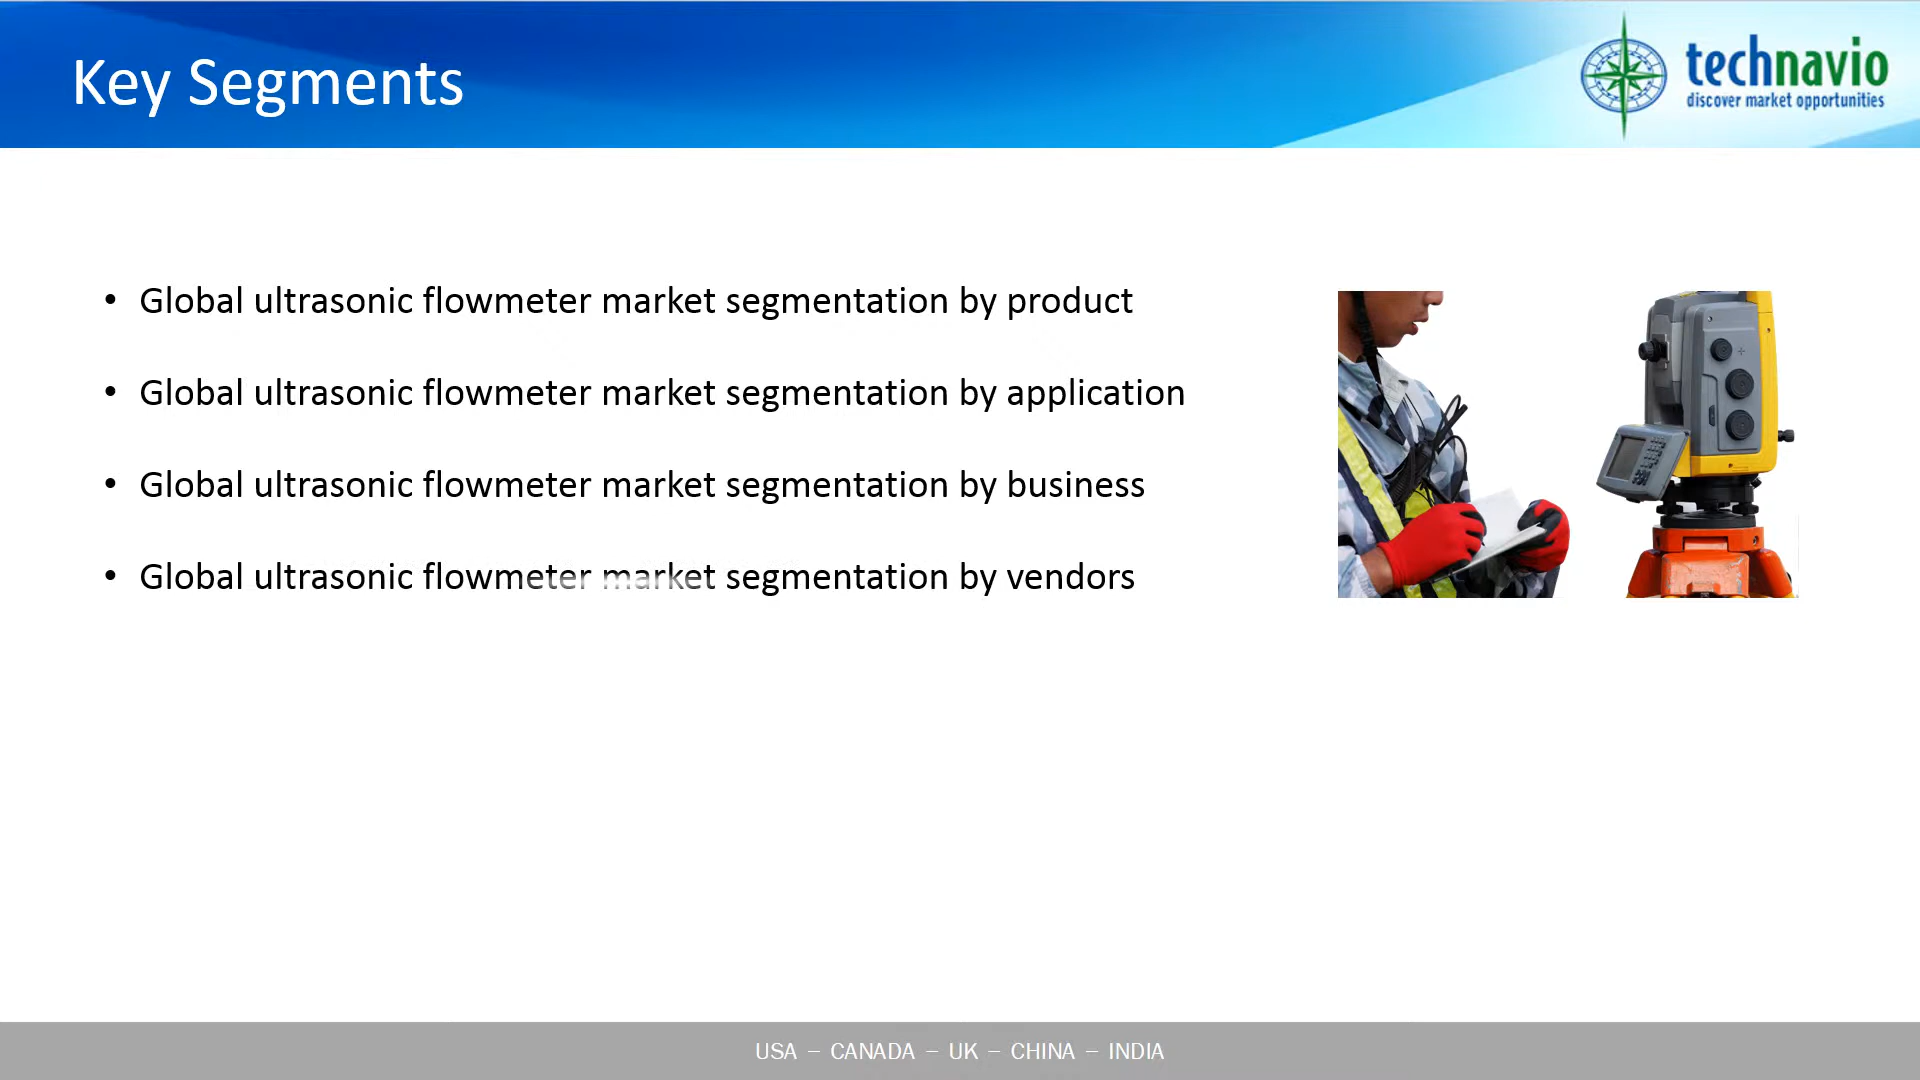 Key Segments
technavio
discover market opportunities
• Global ultrasonic flowmeter market segmentation by product
• Global ultrasonic flowmeter market segmentation by application
• Global ultrasonic flowmeter market segmentation by business
• Global ultrasonic flowmeter market segmentation by vendors
USA – CANADA – UK – CHINA – INDIA